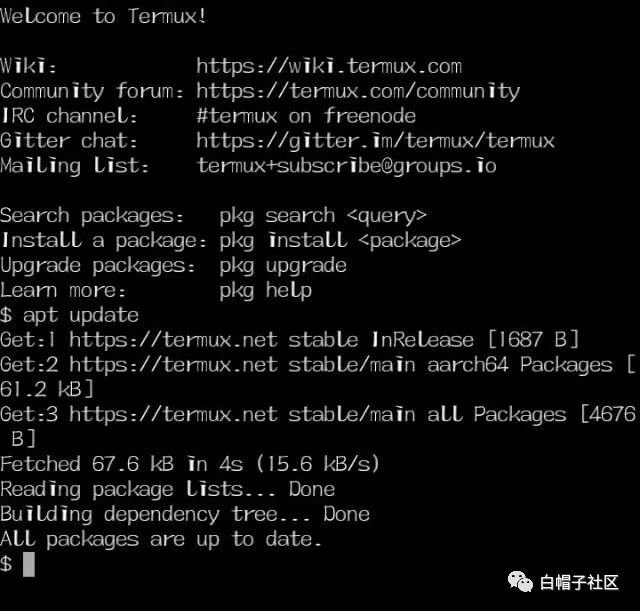 Welcome to Termux!
Wiki: https://wiki.termux.com
Community forum: https://termux.com/community
IRC channel: #termux on freenode
Gitter chat: https://gitter.im/termux/termux
Mailing list: termux+subscribe@groups.io
Search packages: pkg search <query>
Install a package: pkg install <package>
Upgrade packages: pkg upgrade
Learn more: pkg help
$ apt update
Get:1 https://termux.net stable InRelease [1687 B]
Get:2 https://termux.net stable/main aarch64 Packages [
61.2 kB]
Get:3 https://termux.net stable/main all Packages [4676
B]
Fetched 67.6 kB in 4s (15.6 kB/s)
Reading package lists... Done
Building dependency tree... Done
All packages are up to date.
$
白帽子社区